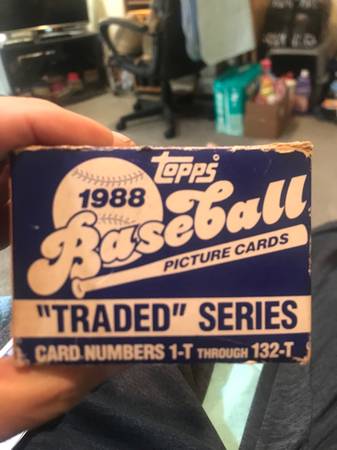 Topps
1988
Baseball
PICTURE CARDS
"TRADED" SERIES
CARD NUMBERS 1-T THROUGH 132-T